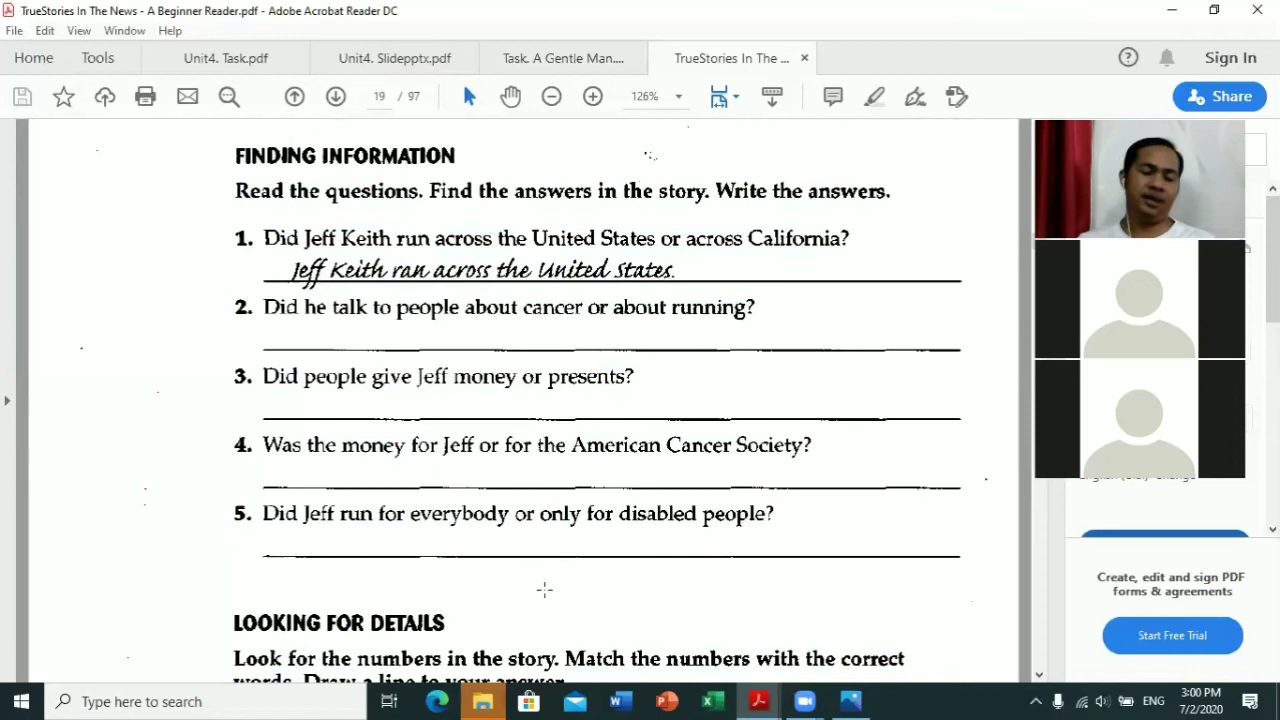 TrueStories In The News - A Beginner Reader.pdf - Adobe Acrobat Reader DC
File Edit View Window Help
Home Tools Unit4. Task.pdf Unit4. Slidepptx.pdf Task. A Gentle Man.... TrueStories In The ... Sign In
19 / 97 126% Share
FINDING INFORMATION
Read the questions. Find the answers in the story. Write the answers.
1. Did Jeff Keith run across the United States or across California?
Jeff Keith ran across the United States.
2. Did he talk to people about cancer or about running?
3. Did people give Jeff money or presents?
4. Was the money for Jeff or for the American Cancer Society?
5. Did Jeff run for everybody or only for disabled people?
LOOKING FOR DETAILS
Look for the numbers in the story. Match the numbers with the correct
words. Draw a line to your answer.
Create, edit and sign PDF
forms & agreements
Start Free Trial
Type here to search
ENG
3:00 PM
7/2/2020